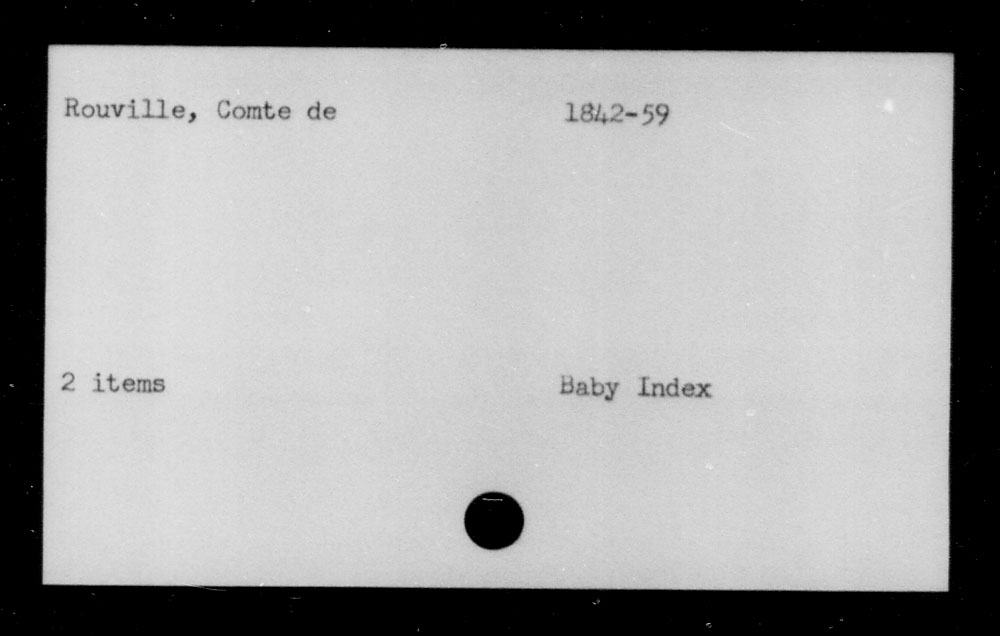 Rouville, Comte de 1842-59
2 items Baby Index